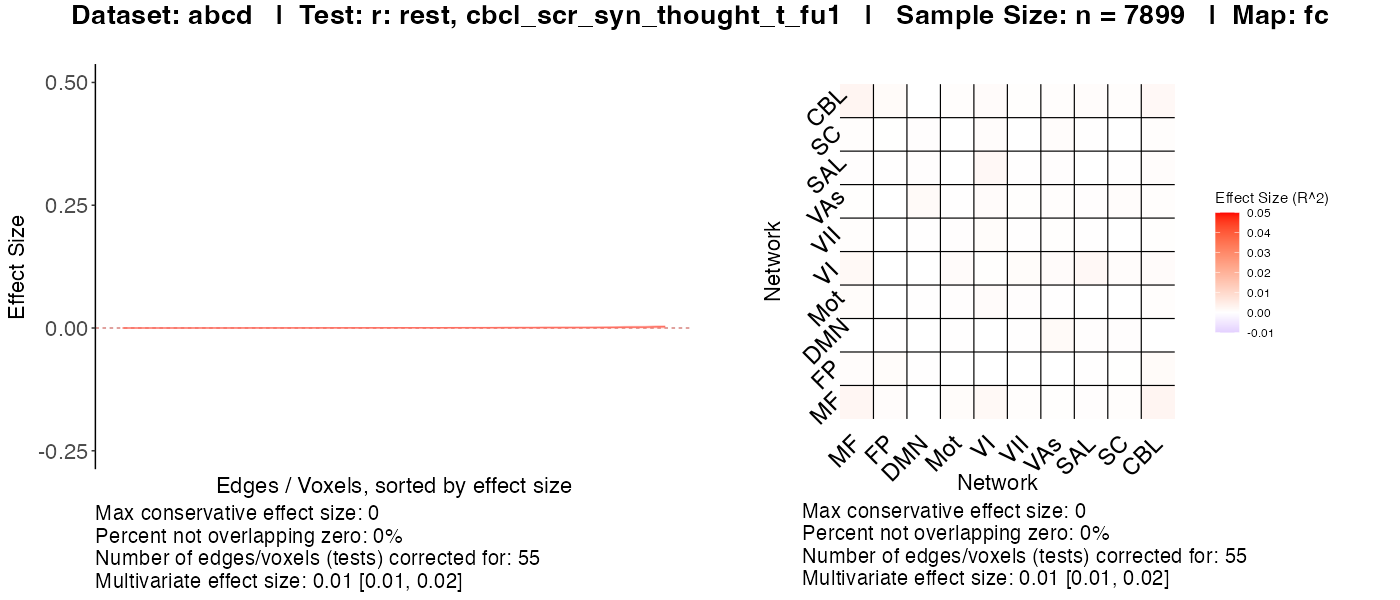 Dataset: abcd | Test: r: rest, cbcl_scr_syn_thought_t_fu1 | Sample Size: n = 7899 | Map: fc
0.50
0.25
0.00
-0.25
Effect Size
Edges / Voxels, sorted by effect size
Max conservative effect size: 0
Percent not overlapping zero: 0%
Number of edges/voxels (tests) corrected for: 55
Multivariate effect size: 0.01 [0.01, 0.02]
CBL
SC
SAL
VAs
VII
VI
Mot
DMN
FP
MF
Network
MF
FP
DMN
Mot
VI
VII
VAs
SAL
SC
CBL
Network
Max conservative effect size: 0
Percent not overlapping zero: 0%
Number of edges/voxels (tests) corrected for: 55
Multivariate effect size: 0.01 [0.01, 0.02]
Effect Size (R^2)
0.05
0.04
0.03
0.02
0.01
0.00
-0.01